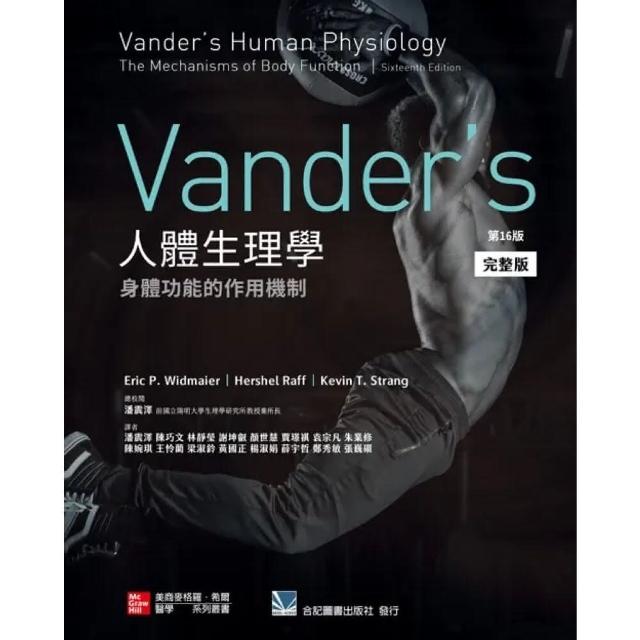 Vander's Human Physiology
The Mechanisms of Body Function | Sixteenth Edition
Vander's
人體生理學
第16版
完整版
身體功能的作用機制
Eric P. Widmaier | Hershel Raff | Kevin T. Strang
總校閱
潘震澤 前國立陽明大學生理學研究所教授兼所長
譯者
潘震澤 陳巧文 林靜瑩 謝坤叡 顏世慧 賈璟祺 袁宗凡 朱業修
陳婉琪 王怜蘭 梁淑鈴 黃國正 楊淑娟 薛宇哲 鄭秀敏 張巍礩
Mc
Graw
Hill
美商麥格羅·希爾
醫學 系列叢書
合記圖書出版社 發行